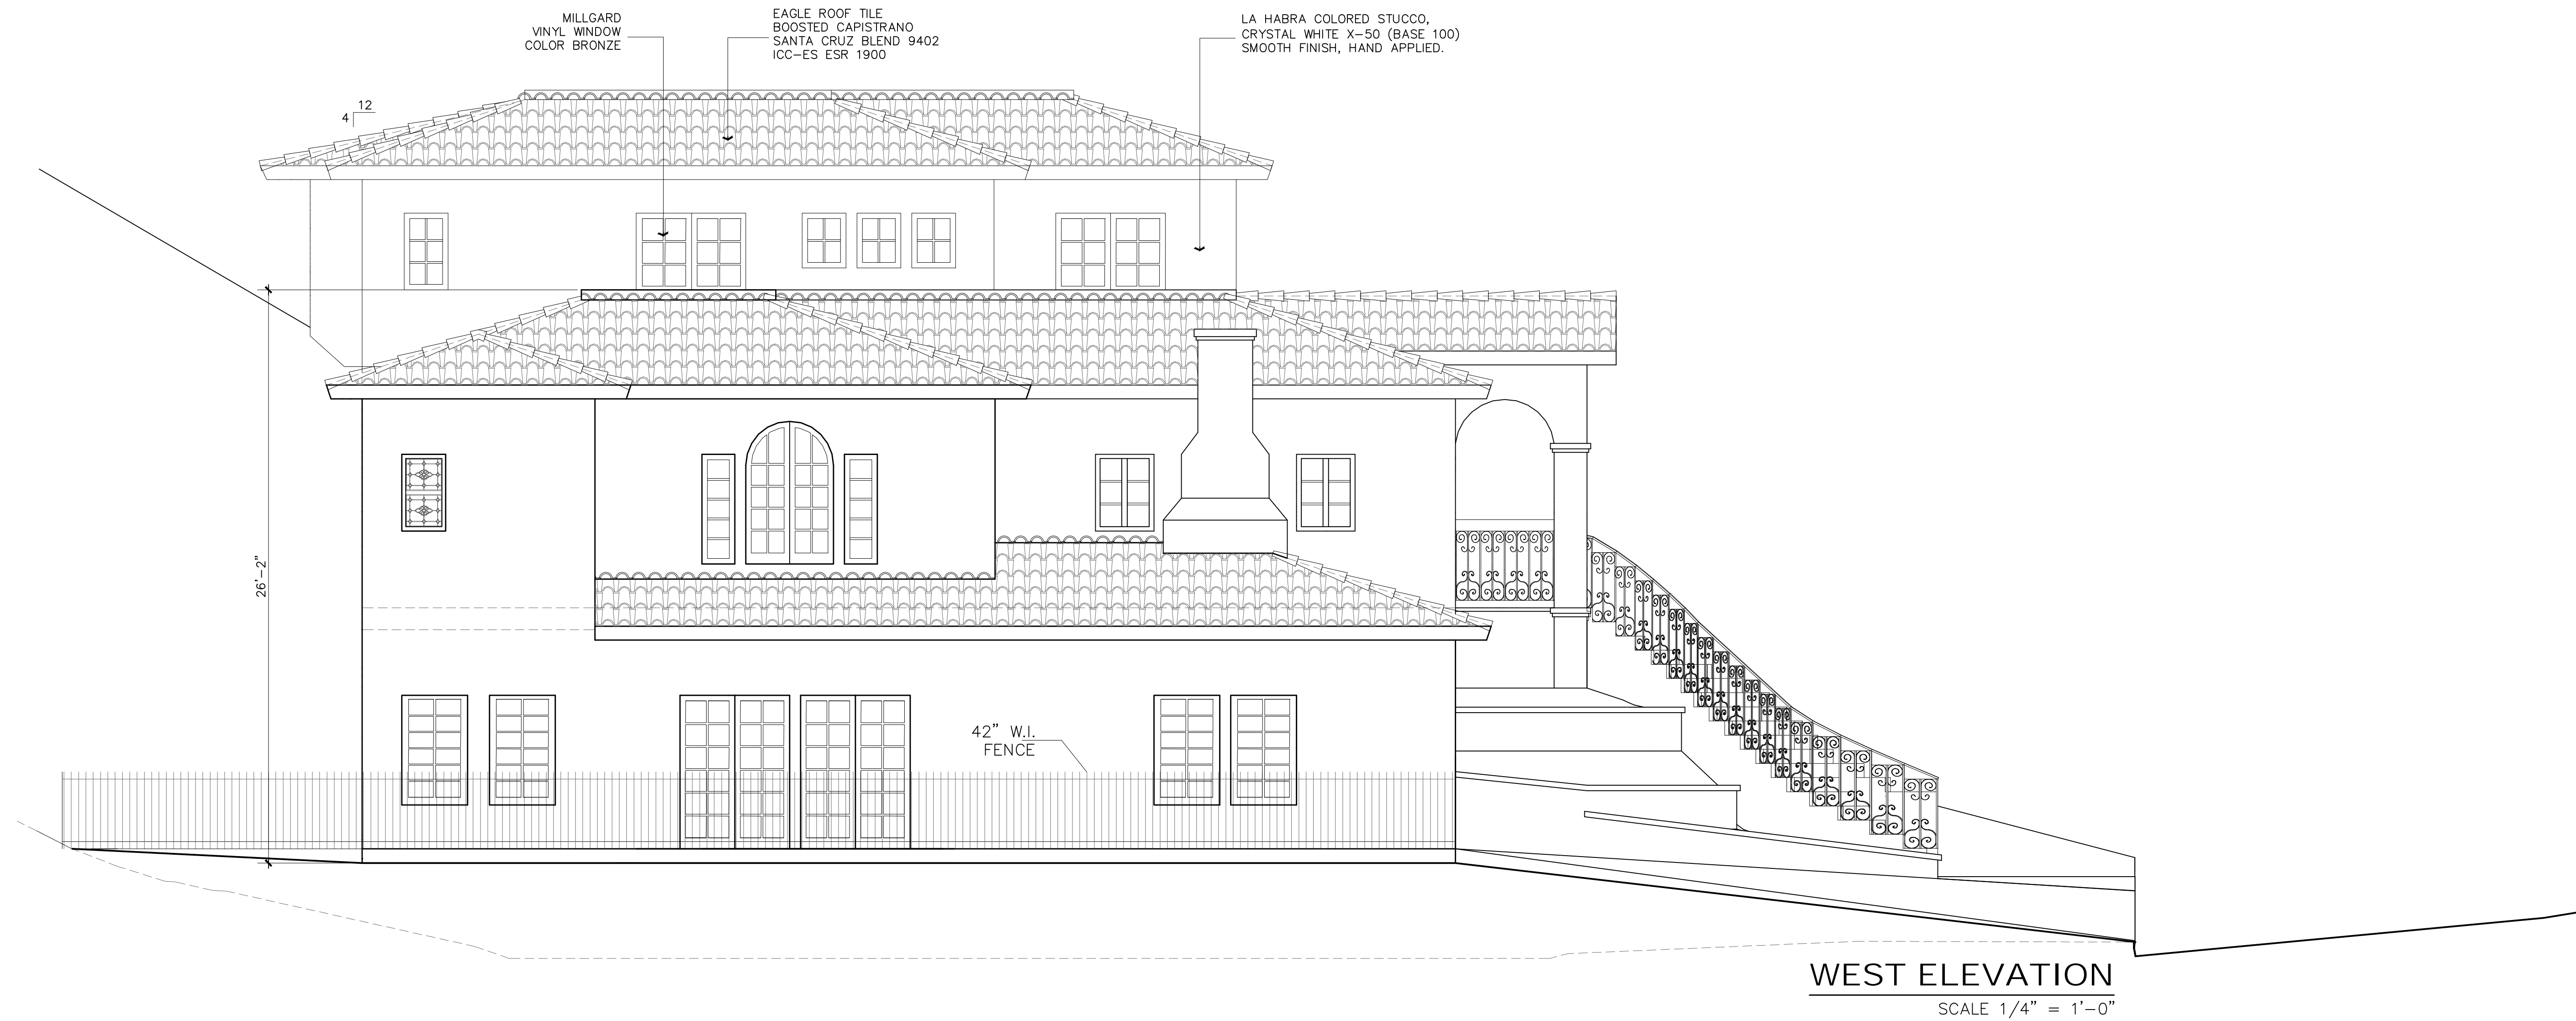 MILLGARD
VINYL WINDOW
COLOR BRONZE
EAGLE ROOF TILE
BOOSTED CAPISTRANO
SANTA CRUZ BLEND 9402
ICC-ES ESR 1900
LA HABRA COLORED STUCCO,
CRYSTAL WHITE X-50 (BASE 100)
SMOOTH FINISH, HAND APPLIED.
12
4
26'-2"
42" W.I.
FENCE
WEST ELEVATION
SCALE 1/4" = 1'-0"